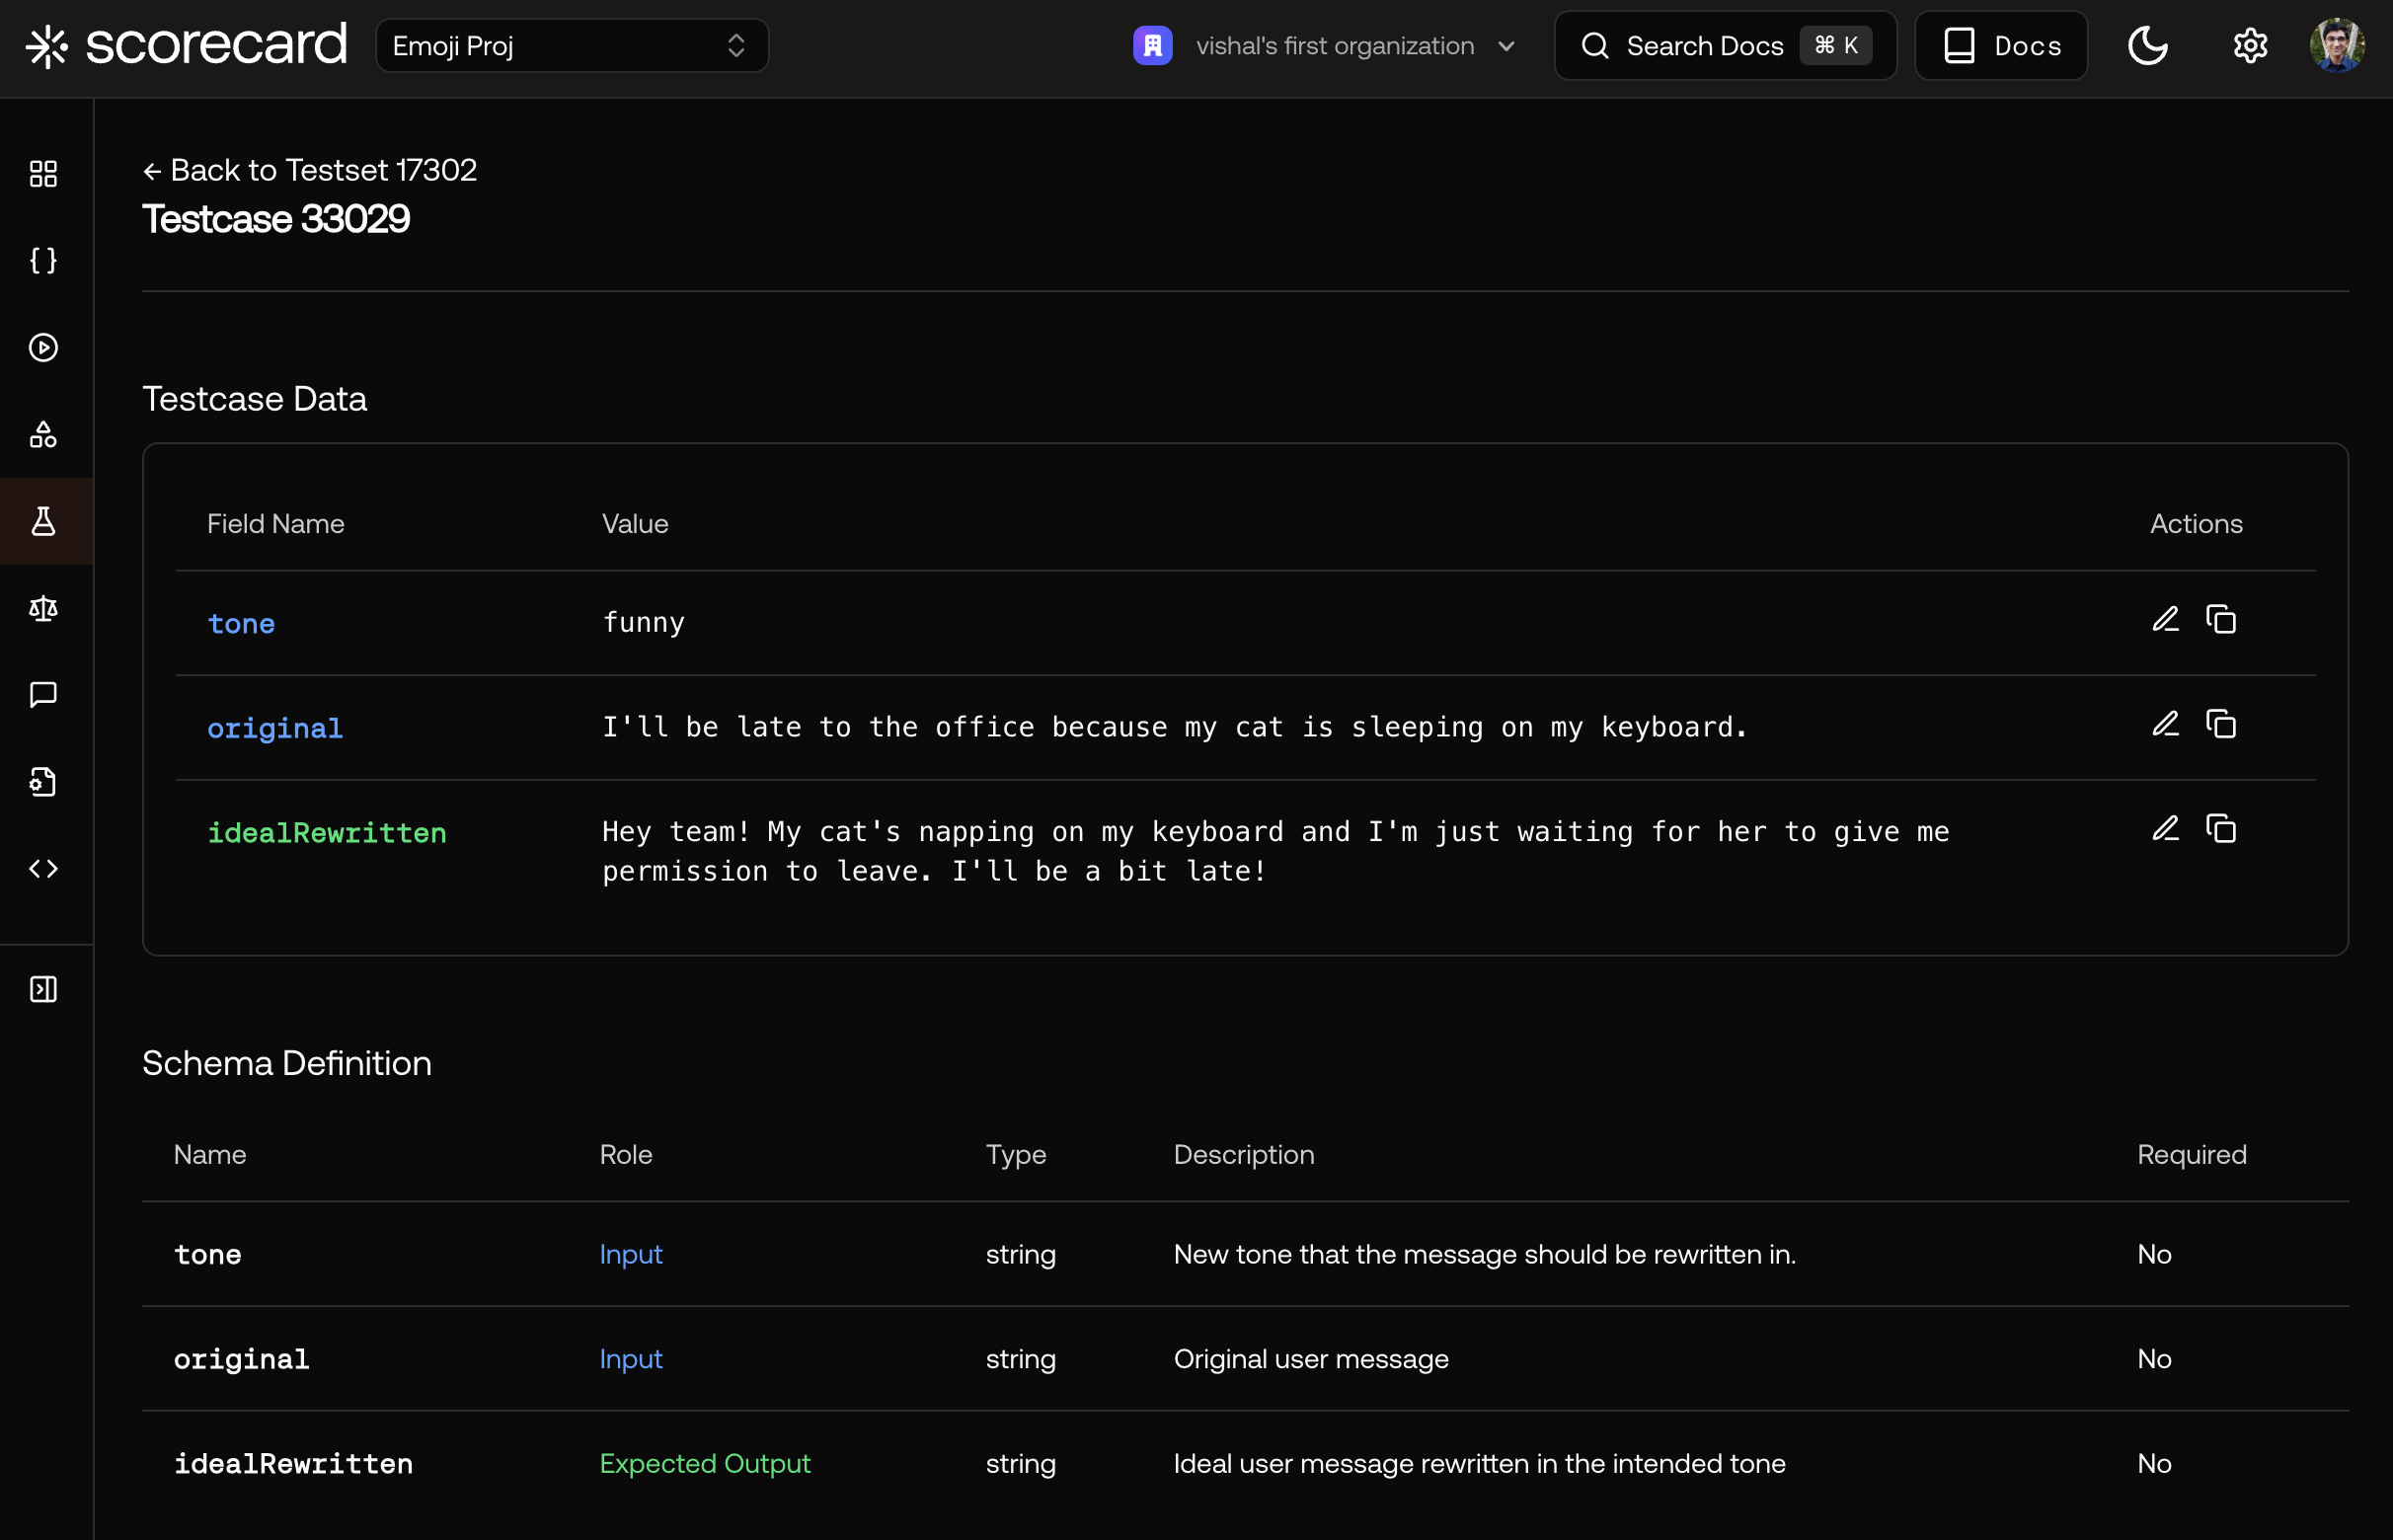 scorecard
Emoji Proj
vishal's first organization
Search Docs ⌘ K
Docs
← Back to Testset 17302
Testcase 33029
Testcase Data
Field Name Value Actions
tone funny
original I'll be late to the office because my cat is sleeping on my keyboard.
idealRewritten Hey team! My cat's napping on my keyboard and I'm just waiting for her to give me
permission to leave. I'll be a bit late!
Schema Definition
Name Role Type Description Required
tone Input string New tone that the message should be rewritten in. No
original Input string Original user message No
idealRewritten Expected Output string Ideal user message rewritten in the intended tone No